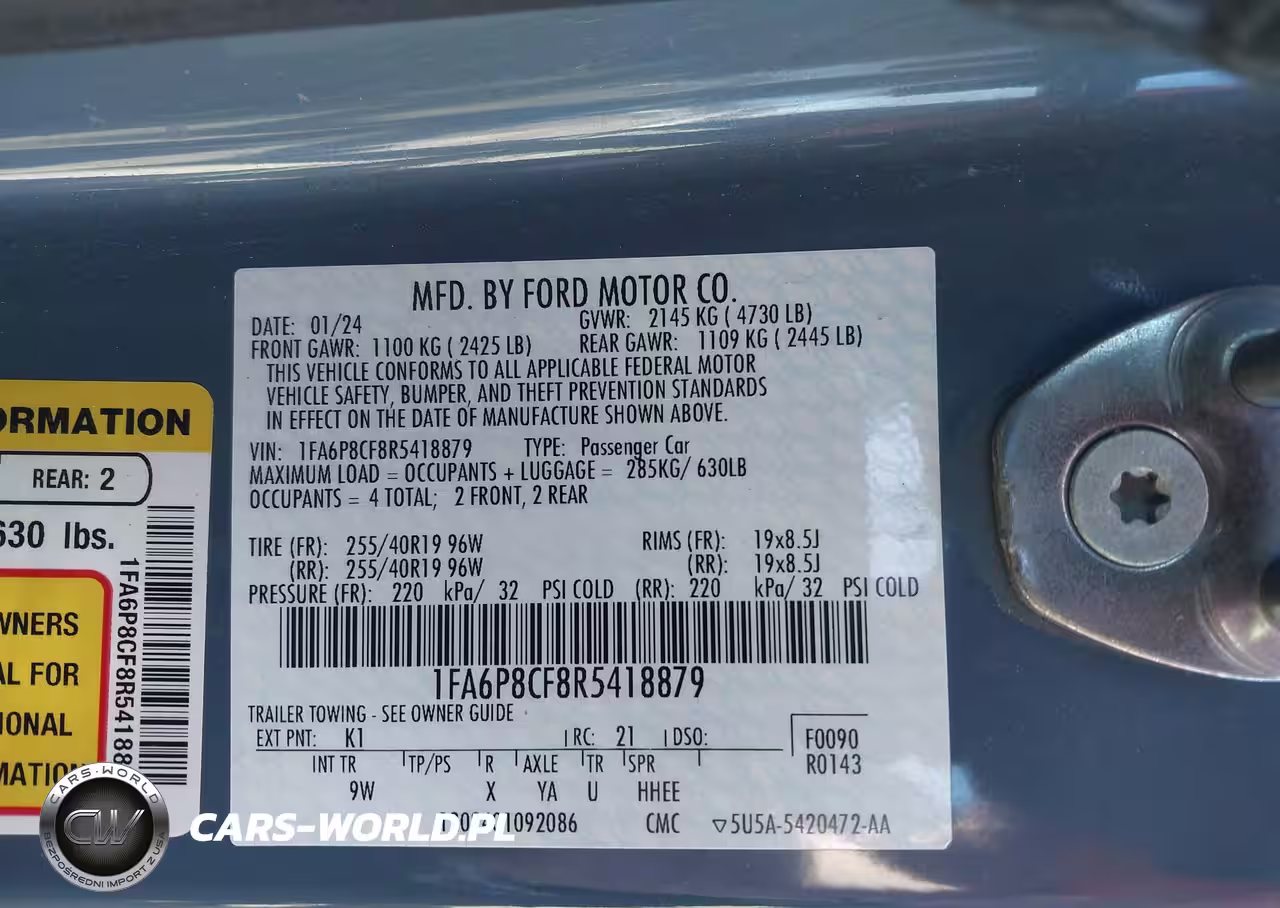 MFD. BY FORD MOTOR CO.
DATE: 01/24 GVWR: 2145 KG ( 4730 LB)
FRONT GAWR: 1100 KG ( 2425 LB) REAR GAWR: 1109 KG ( 2445 LB)
THIS VEHICLE CONFORMS TO ALL APPLICABLE FEDERAL MOTOR
VEHICLE SAFETY, BUMPER, AND THEFT PREVENTION STANDARDS
IN EFFECT ON THE DATE OF MANUFACTURE SHOWN ABOVE.
VIN: 1FA6P8CF8R5418879 TYPE: Passenger Car
MAXIMUM LOAD = OCCUPANTS + LUGGAGE = 285KG/ 630LB
OCCUPANTS = 4 TOTAL; 2 FRONT, 2 REAR
TIRE (FR): 255/40R19 96W RIMS (FR): 19x8.5J
(RR): 255/40R19 96W (RR): 19x8.5J
PRESSURE (FR): 220 kPa/ 32 PSI COLD (RR): 220 kPa/ 32 PSI COLD
1FA6P8CF8R5418879
TRAILER TOWING - SEE OWNER GUIDE
EXT PNT: K1 RC: 21 DSO: F0090
R0143
INT TR TP/PS R AXLE TR SPR
9W X YA U HHEE
1092086 CMC ▽5U5A-5420472-AA
ORMATION
REAR: 2
630 lbs.
1FA6P8CF8R54188
WNERS
AL FOR
IONAL
MATION
CARS-WORLD
CW
BEZPOŚREDNI IMPORT Z USA
CARS-WORLD.PL